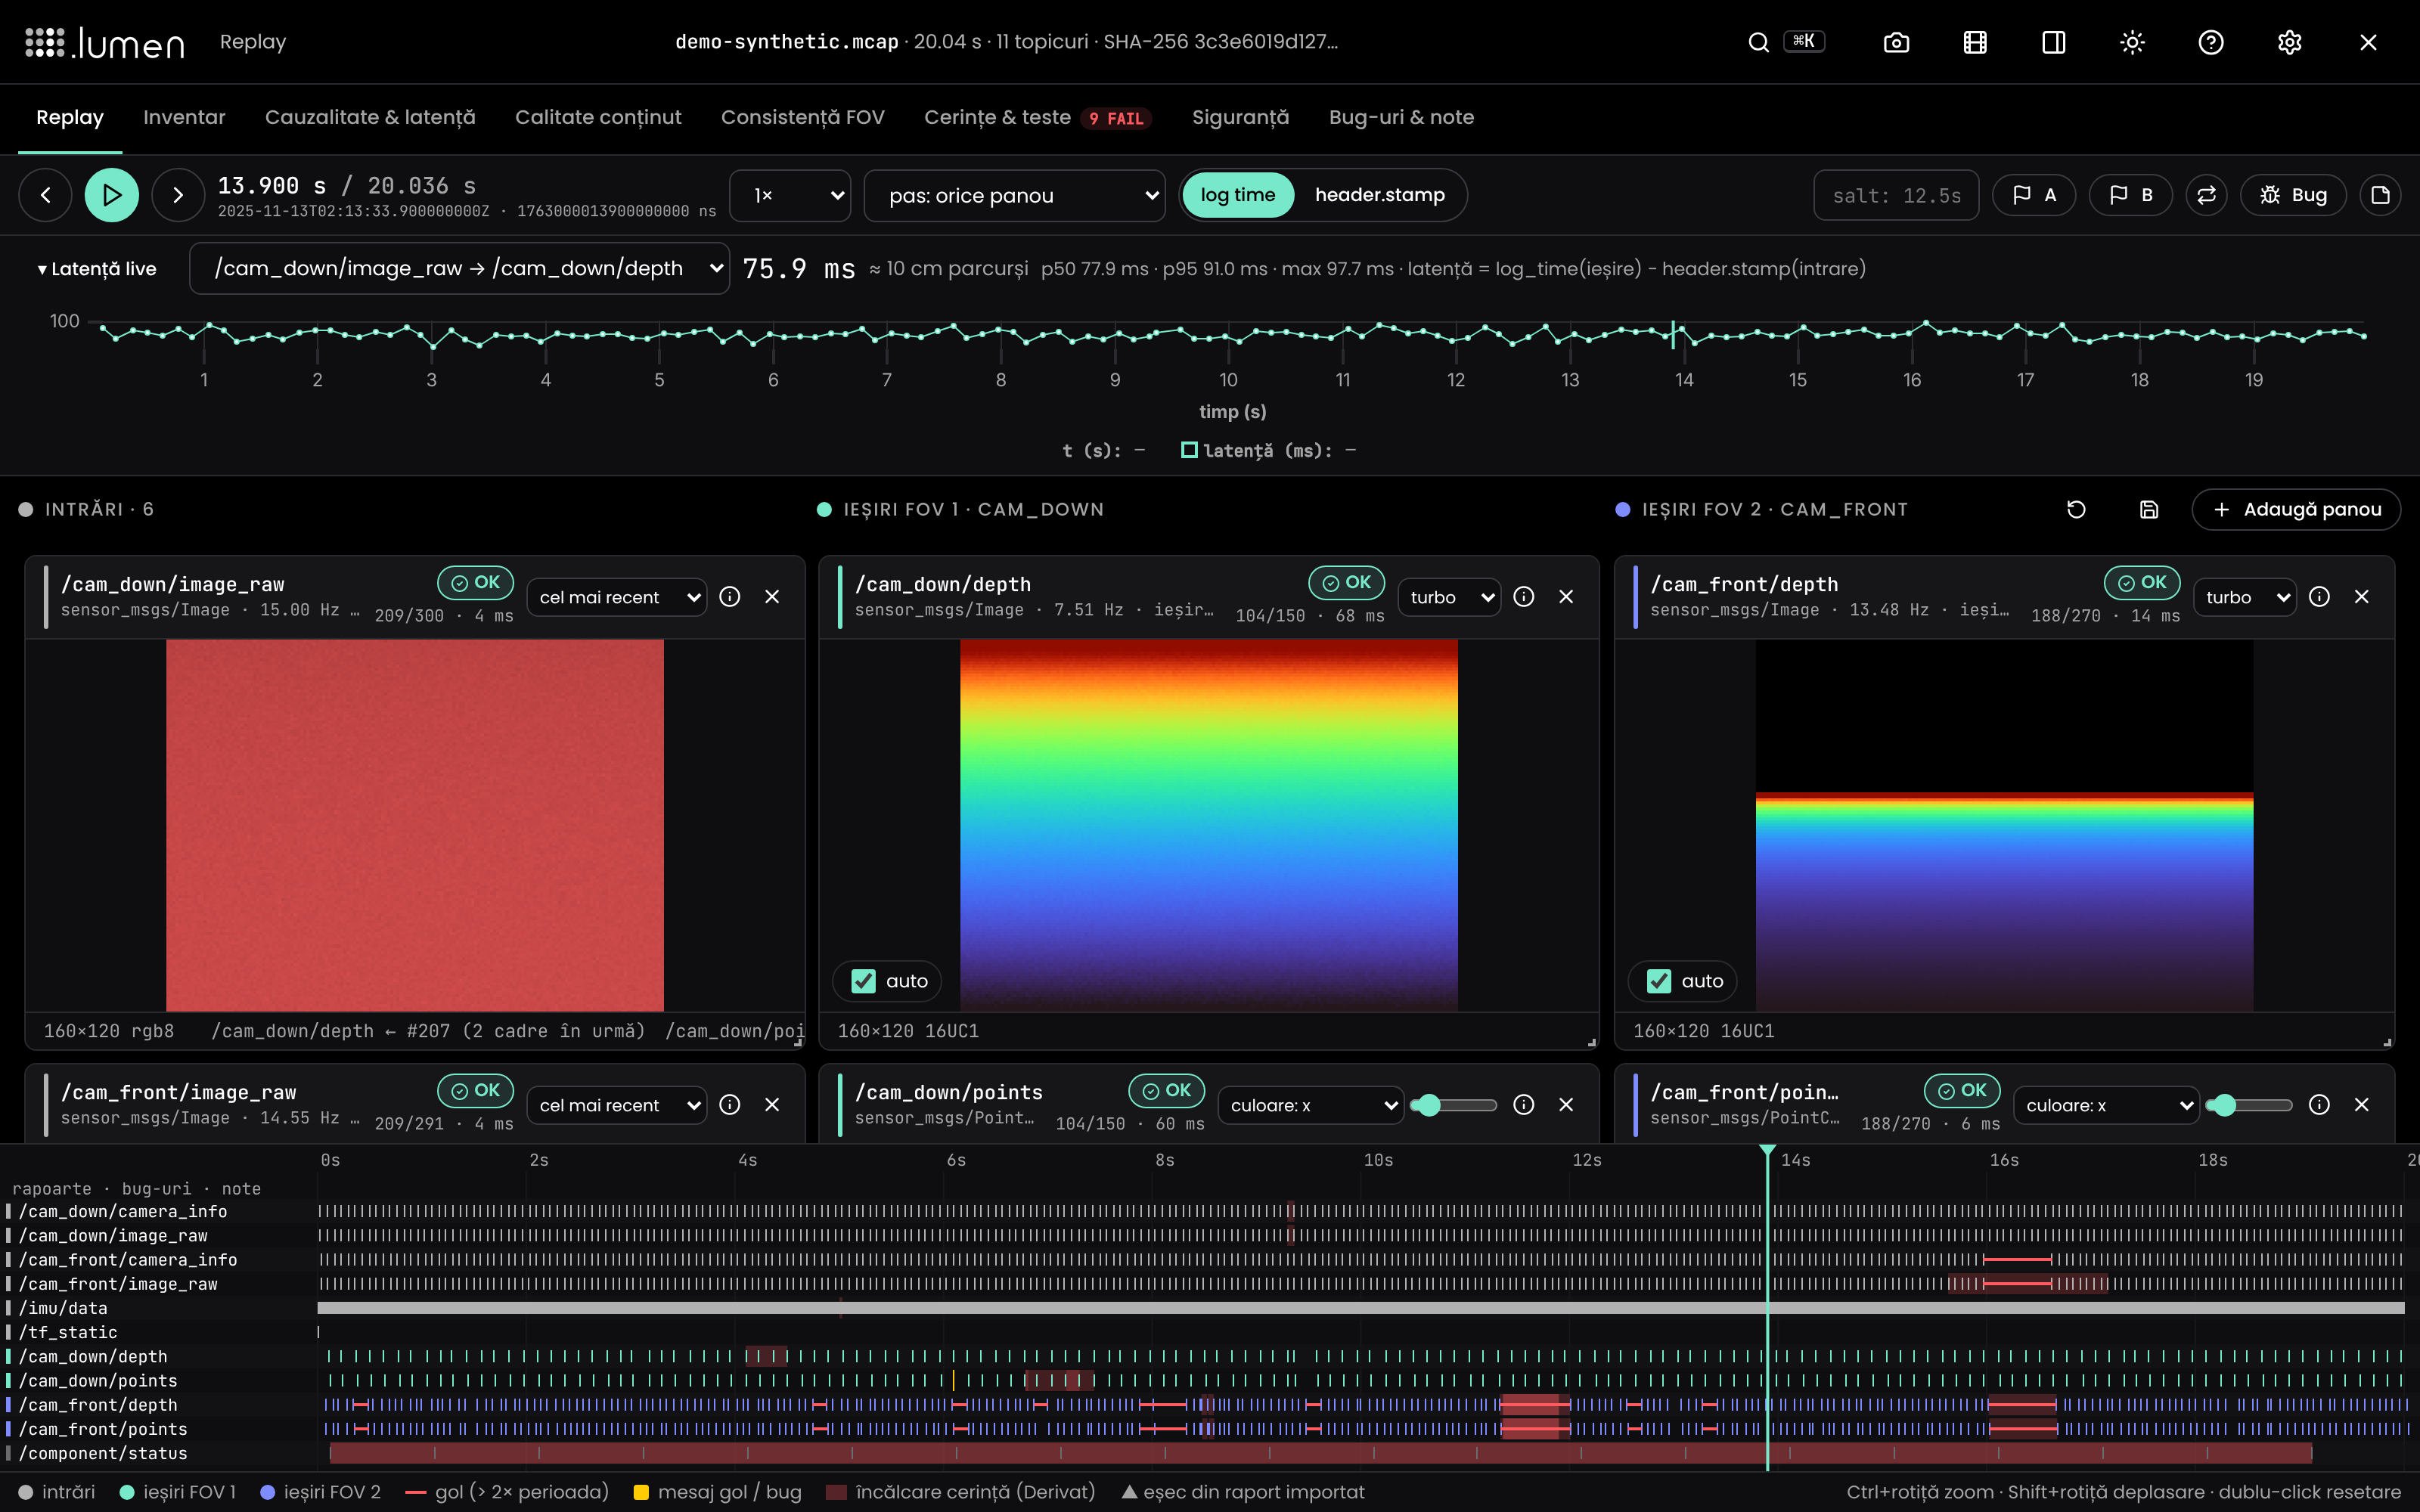 .lumen Replay demo-synthetic.mcap · 20.04 s · 11 topicuri · SHA-256 3c3e6019d127… ⌘K
Replay Inventar Cauzalitate & latență Calitate conținut Consistență FOV Cerințe & teste 9 FAIL Siguranță Bug-uri & note
13.900 s / 20.036 s
2025-11-13T02:13:33.900000000Z · 1763000013900000000 ns
1× pas: orice panou log time header.stamp salt: 12.5s A B Bug
▾ Latență live /cam_down/image_raw → /cam_down/depth 75.9 ms ≈ 10 cm parcurși p50 77.9 ms · p95 91.0 ms · max 97.7 ms · latență = log_time(ieșire) − header.stamp(intrare)
100
1 2 3 4 5 6 7 8 9 10 11 12 13 14 15 16 17 18 19
timp (s)
t (s): – latență (ms): –
INTRĂRI · 6 IEȘIRI FOV 1 · CAM_DOWN IEȘIRI FOV 2 · CAM_FRONT + Adaugă panou
/cam_down/image_raw OK cel mai recent
sensor_msgs/Image · 15.00 Hz … 209/300 · 4 ms
160×120 rgb8 /cam_down/depth ← #207 (2 cadre în urmă) /cam_down/poi
/cam_down/depth OK turbo
sensor_msgs/Image · 7.51 Hz · ieșir… 104/150 · 68 ms
auto
160×120 16UC1
/cam_front/depth OK turbo
sensor_msgs/Image · 13.48 Hz · ieși… 188/270 · 14 ms
auto
160×120 16UC1
/cam_front/image_raw OK cel mai recent
sensor_msgs/Image · 14.55 Hz … 209/291 · 4 ms
/cam_down/points OK culoare: x
sensor_msgs/Point… 104/150 · 60 ms
/cam_front/poin… OK culoare: x
sensor_msgs/PointC… 188/270 · 6 ms
0s 2s 4s 6s 8s 10s 12s 14s 16s 18s 20
rapoarte · bug-uri · note
/cam_down/camera_info
/cam_down/image_raw
/cam_front/camera_info
/cam_front/image_raw
/imu/data
/tf_static
/cam_down/depth
/cam_down/points
/cam_front/depth
/cam_front/points
/component/status
intrări ieșiri FOV 1 ieșiri FOV 2 gol (> 2× perioada) mesaj gol / bug încălcare cerință (Derivat) eșec din raport importat Ctrl+rotiță zoom · Shift+rotiță deplasare · dublu-click resetare